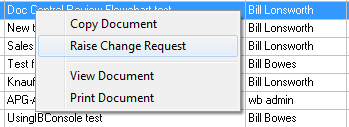 Doc Control Review Flowchart test Bill Lonsworth
New t Bill Lonsworth
Sales Bill Lonsworth
Test f Bill Bowes
Knauf Bill Lonsworth
APG-A wb admin
UsingIBConsole test Bill Bowes
Copy Document
Raise Change Request
View Document
Print Document